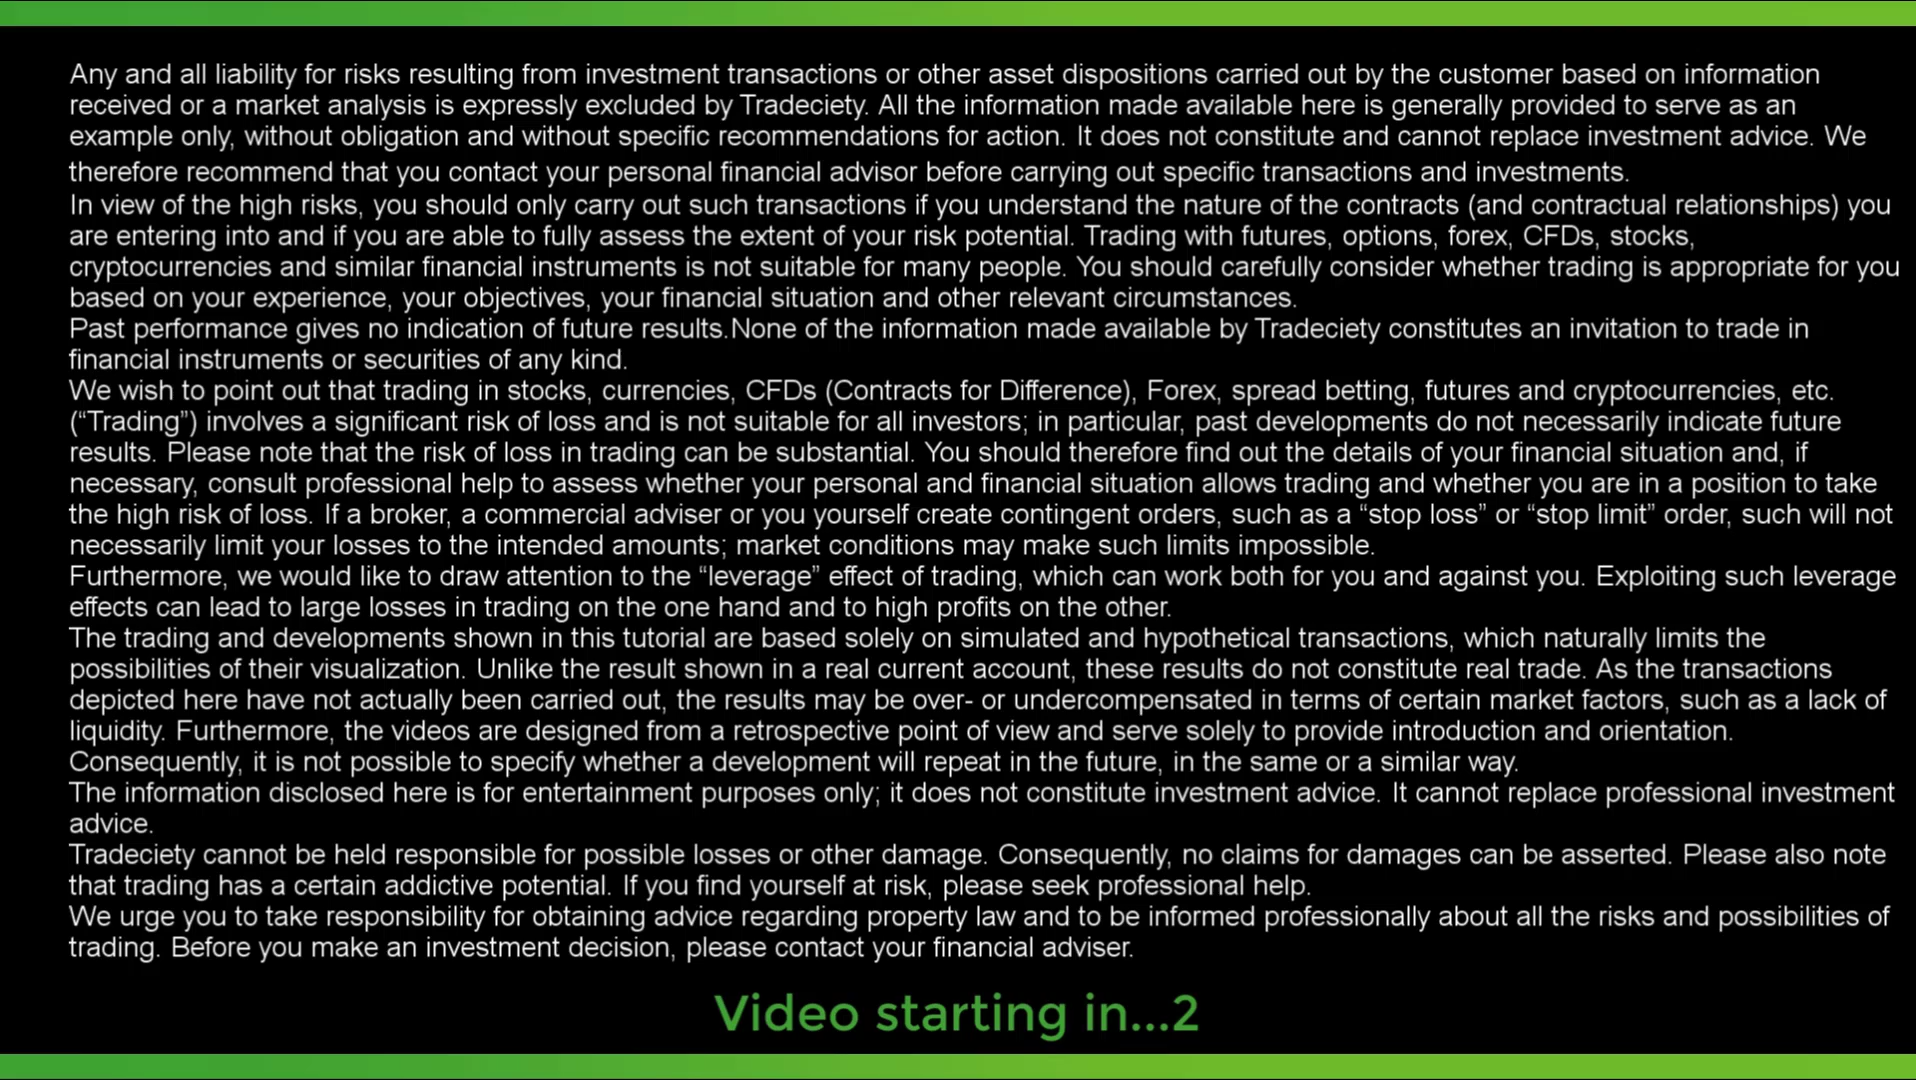 Any and all liability for risks resulting from investment transactions or other asset dispositions carried out by the customer based on information
received or a market analysis is expressly excluded by Tradeciety. All the information made available here is generally provided to serve as an
example only, without obligation and without specific recommendations for action. It does not constitute and cannot replace investment advice. We
therefore recommend that you contact your personal financial advisor before carrying out specific transactions and investments.
In view of the high risks, you should only carry out such transactions if you understand the nature of the contracts (and contractual relationships) you
are entering into and if you are able to fully assess the extent of your risk potential. Trading with futures, options, forex, CFDs, stocks,
cryptocurrencies and similar financial instruments is not suitable for many people. You should carefully consider whether trading is appropriate for you
based on your experience, your objectives, your financial situation and other relevant circumstances.
Past performance gives no indication of future results.None of the information made available by Tradeciety constitutes an invitation to trade in
financial instruments or securities of any kind.
We wish to point out that trading in stocks, currencies, CFDs (Contracts for Difference), Forex, spread betting, futures and cryptocurrencies, etc.
(“Trading”) involves a significant risk of loss and is not suitable for all investors; in particular, past developments do not necessarily indicate future
results. Please note that the risk of loss in trading can be substantial. You should therefore find out the details of your financial situation and, if
necessary, consult professional help to assess whether your personal and financial situation allows trading and whether you are in a position to take
the high risk of loss. If a broker, a commercial adviser or you yourself create contingent orders, such as a “stop loss” or “stop limit” order, such will not
necessarily limit your losses to the intended amounts; market conditions may make such limits impossible.
Furthermore, we would like to draw attention to the “leverage” effect of trading, which can work both for you and against you. Exploiting such leverage
effects can lead to large losses in trading on the one hand and to high profits on the other.
The trading and developments shown in this tutorial are based solely on simulated and hypothetical transactions, which naturally limits the
possibilities of their visualization. Unlike the result shown in a real current account, these results do not constitute real trade. As the transactions
depicted here have not actually been carried out, the results may be over- or undercompensated in terms of certain market factors, such as a lack of
liquidity. Furthermore, the videos are designed from a retrospective point of view and serve solely to provide introduction and orientation.
Consequently, it is not possible to specify whether a development will repeat in the future, in the same or a similar way.
The information disclosed here is for entertainment purposes only; it does not constitute investment advice. It cannot replace professional investment
advice.
Tradeciety cannot be held responsible for possible losses or other damage. Consequently, no claims for damages can be asserted. Please also note
that trading has a certain addictive potential. If you find yourself at risk, please seek professional help.
We urge you to take responsibility for obtaining advice regarding property law and to be informed professionally about all the risks and possibilities of
trading. Before you make an investment decision, please contact your financial adviser.
Video starting in...2